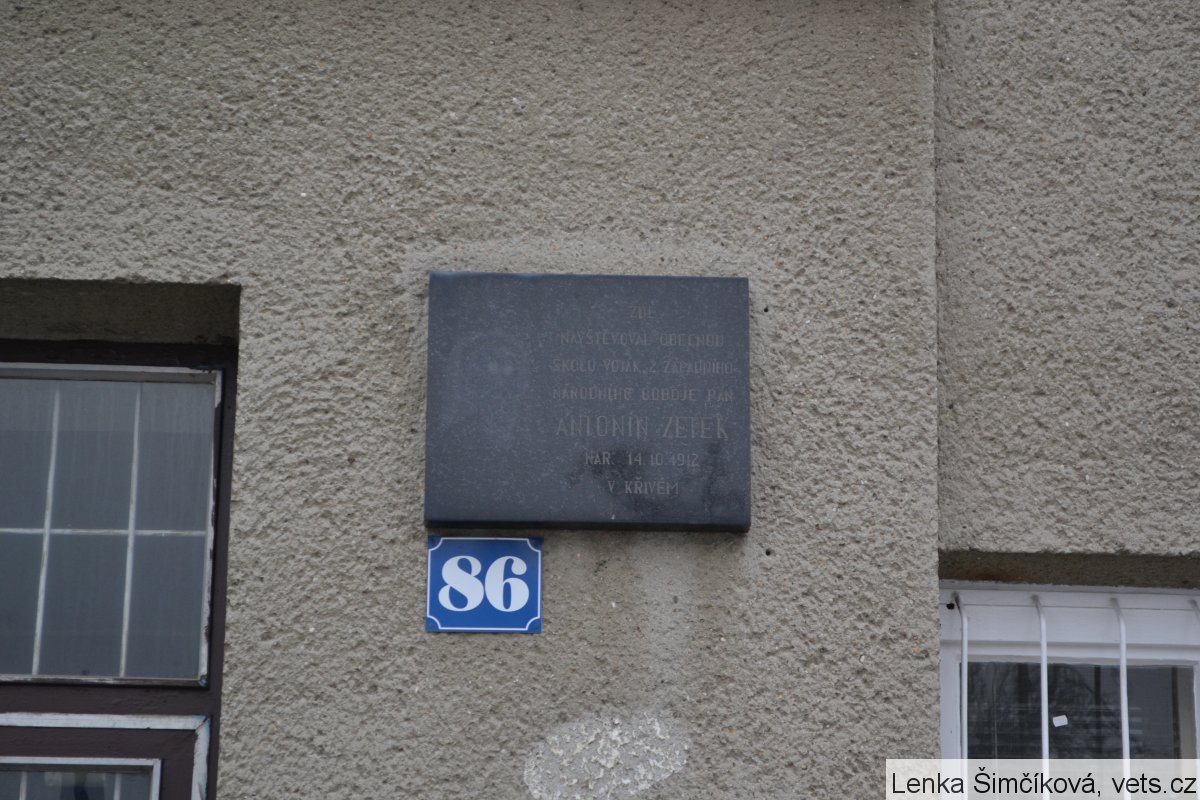 ZDE
NAVŠTĚVOVAL OBECNOU
ŠKOLU VOJÁK Z ZÁPADNÍHO
NÁRODNÍHO ODBOJE PAN
ANTONÍN ZETEK
NAR. 14.10.1912
V KŘIVÉM
86
Lenka Šimčíková, vets.cz